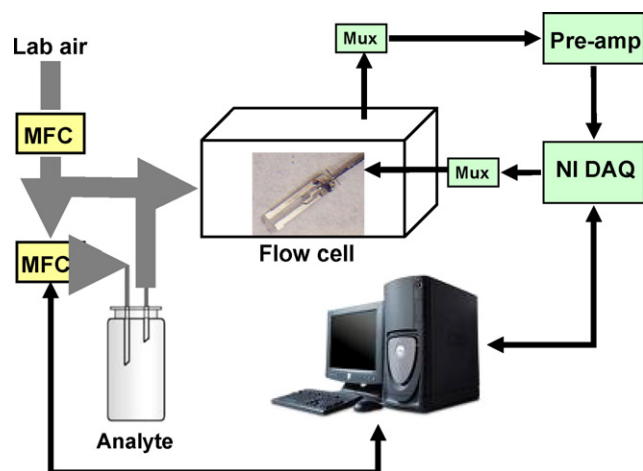 Lab air
MFC
MFC
Analyte
Mux
Pre-amp
NI DAQ
Mux
Flow cell